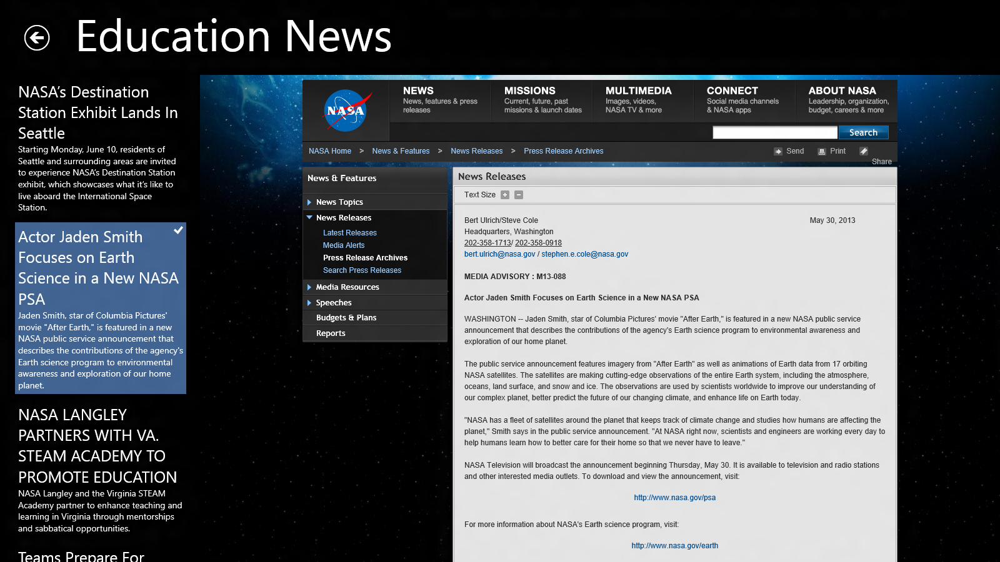 Education News
NASA's Destination
Station Exhibit Lands In
Seattle
Starting Monday, June 10, residents of
Seattle and surrounding areas are invited
to experience NASA's Destination Station
exhibit, which showcases what it's like to
live aboard the International Space
Station.
Actor Jaden Smith
Focuses on Earth
Science in a New NASA
PSA
Jaden Smith, star of Columbia Pictures'
movie "After Earth," is featured in a new
NASA public service announcement that
describes the contributions of the agency's
Earth science program to environmental
awareness and exploration of our home
planet.
NASA LANGLEY
PARTNERS WITH VA.
STEAM ACADEMY TO
PROMOTE EDUCATION
NASA Langley and the Virginia STEAM
Academy partner to enhance teaching and
learning in Virginia through mentorships
and sabbatical opportunities.
Teams Prepare For
NASA
NEWS
News, features & press
releases
MISSIONS
Current, future, past
missions & launch dates
MULTIMEDIA
Images, videos,
NASA TV & more
CONNECT
Social media channels
& NASA apps
ABOUT NASA
Leadership, organization,
budget, careers & more
Search
NASA Home > News & Features > News Releases > Press Release Archives
Send Print
Share
News & Features
News Topics
News Releases
Latest Releases
Media Alerts
Press Release Archives
Search Press Releases
Media Resources
Speeches
Budgets & Plans
Reports
News Releases
Text Size + -
Bert Ulrich/Steve Cole May 30, 2013
Headquarters, Washington
202-358-1713/ 202-358-0918
bert.ulrich@nasa.gov / stephen.e.cole@nasa.gov
MEDIA ADVISORY : M13-088
Actor Jaden Smith Focuses on Earth Science in a New NASA PSA
WASHINGTON -- Jaden Smith, star of Columbia Pictures' movie "After Earth," is featured in a new NASA public service
announcement that describes the contributions of the agency's Earth science program to environmental awareness and
exploration of our home planet.
The public service announcement features imagery from "After Earth" as well as animations of Earth data from 17 orbiting
NASA satellites. The satellites are making cutting-edge observations of the entire Earth system, including the atmosphere,
oceans, land surface, and snow and ice. The observations are used by scientists worldwide to improve our understanding of
our complex planet, better predict the future of our changing climate, and enhance life on Earth today.
"NASA has a fleet of satellites around the planet that keeps track of climate change and studies how humans are affecting the
planet," Smith says in the public service announcement. "At NASA right now, scientists and engineers are working every day to
help humans learn how to better care for their home so that we never have to leave."
NASA Television will broadcast the announcement beginning Thursday, May 30. It is available to television and radio stations
and other interested media outlets. To download and view the announcement, visit:
http://www.nasa.gov/psa
For more information about NASA's Earth science program, visit:
http://www.nasa.gov/earth